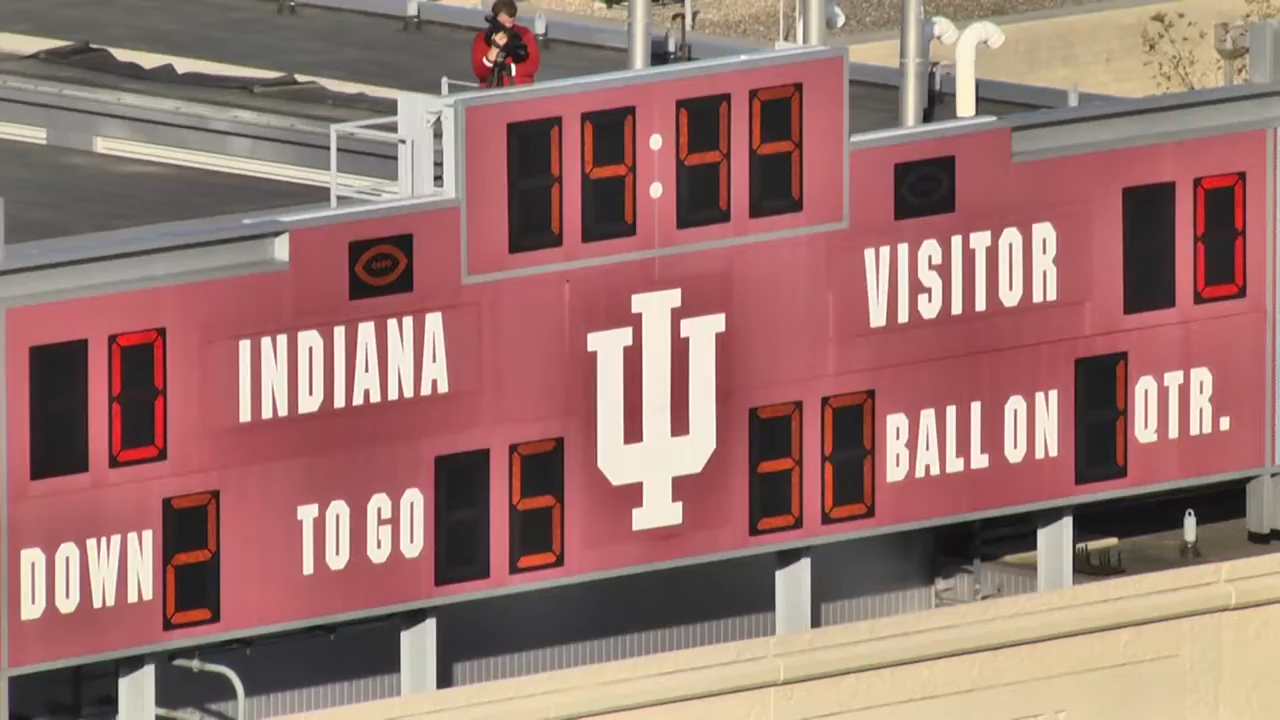 14:49
INDIANA 0
VISITOR 0
DOWN 2
TO GO 5
IU
30 BALL ON
1 QTR.